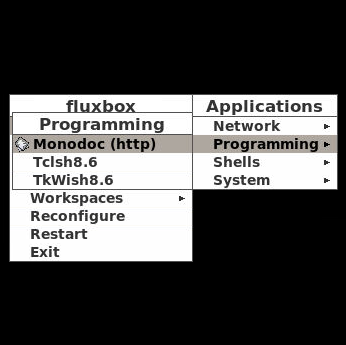 fluxbox
Programming
Monodoc (http)
Tclsh8.6
TkWish8.6
Workspaces
Reconfigure
Restart
Exit
Applications
Network
Programming
Shells
System